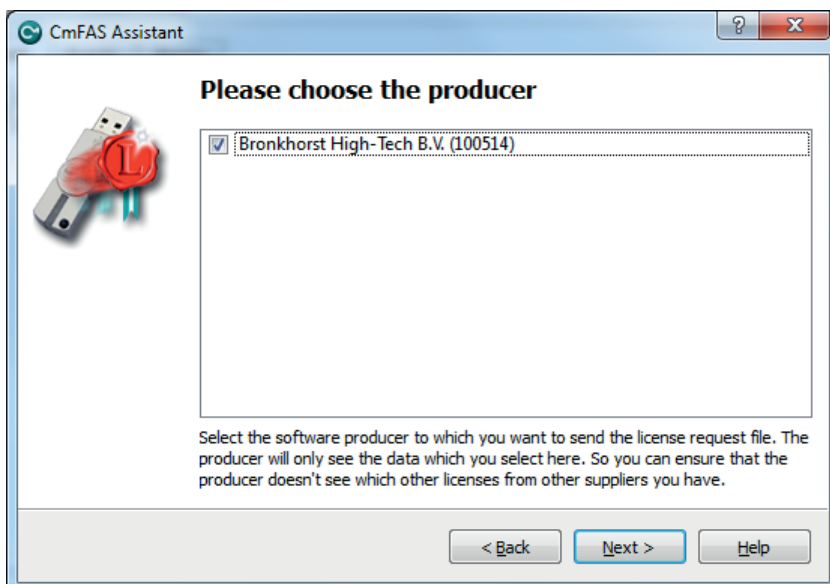 CmFAS Assistant
Please choose the producer
Bronkhorst High-Tech B.V. (100514)
L
Select the software producer to which you want to send the license request file. The
producer will only see the data which you select here. So you can ensure that the
producer doesn't see which other licenses from other suppliers you have.
< Back
Next >
Help